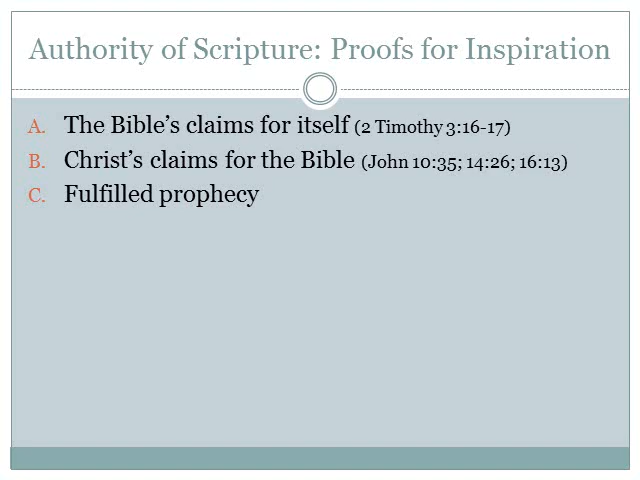 Authority of Scripture: Proofs for Inspiration
A. The Bible’s claims for itself (2 Timothy 3:16-17)
B. Christ’s claims for the Bible (John 10:35; 14:26; 16:13)
C. Fulfilled prophecy